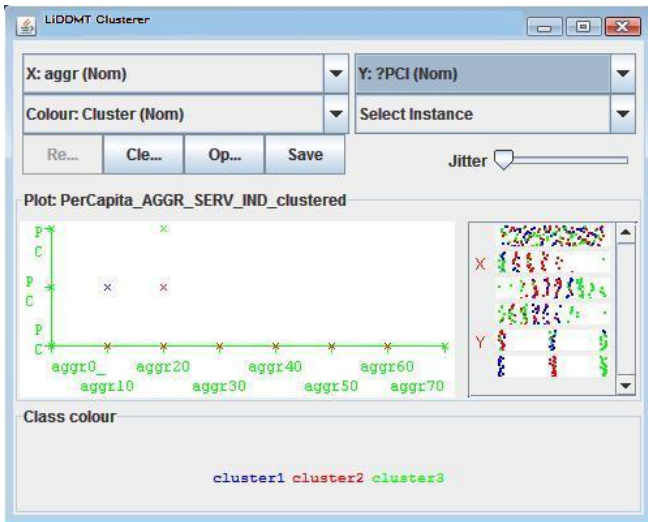 LiDDMT Clusterer
X: aggr (Nom)
Y: ?PCI (Nom)
Colour: Cluster (Nom)
Select Instance
Re...
Cle...
Op...
Save
Jitter
Plot: PerCapita_AGGR_SERV_IND_clustered
P
C
P
C
P
C
aggr0_
aggr20
aggr40
aggr60
aggr10
aggr30
aggr50
aggr70
X
Y
Class colour
cluster1 cluster2 cluster3